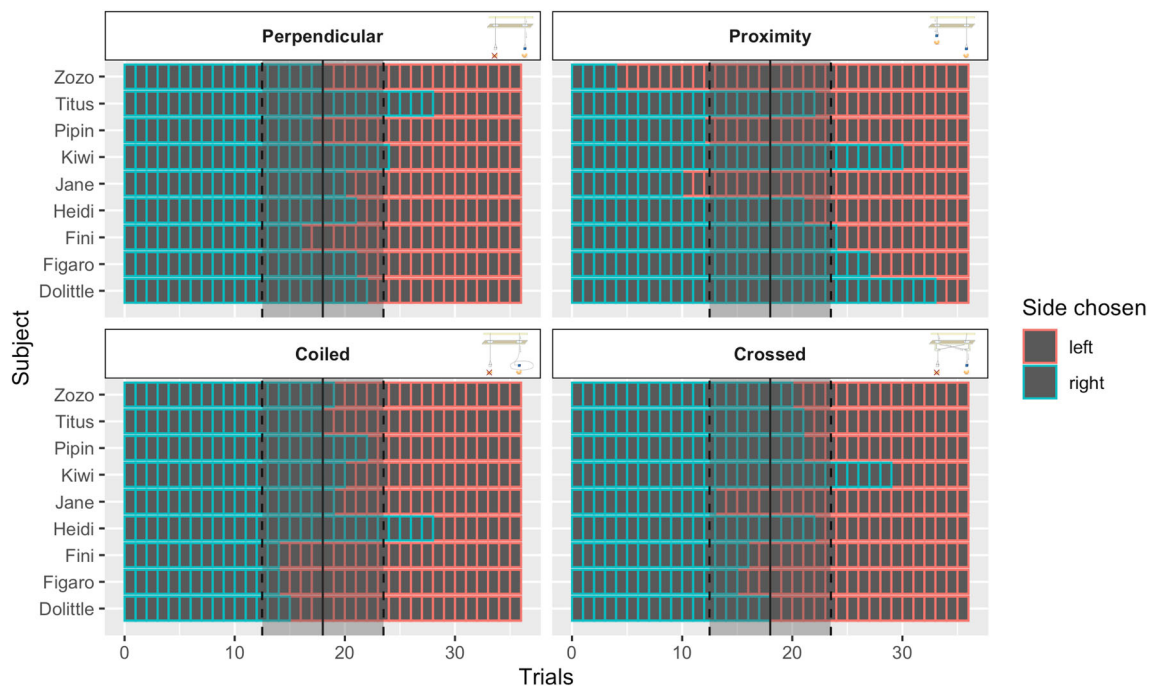 Perpendicular
Proximity
Zozo
Titus
Pipin
Kiwi
Jane
Heidi
Fini
Figaro
Dolittle
Coiled
Crossed
Zozo
Titus
Pipin
Kiwi
Jane
Heidi
Fini
Figaro
Dolittle
0 10 20 30
0 10 20 30
Subject
Trials
Side chosen
left
right